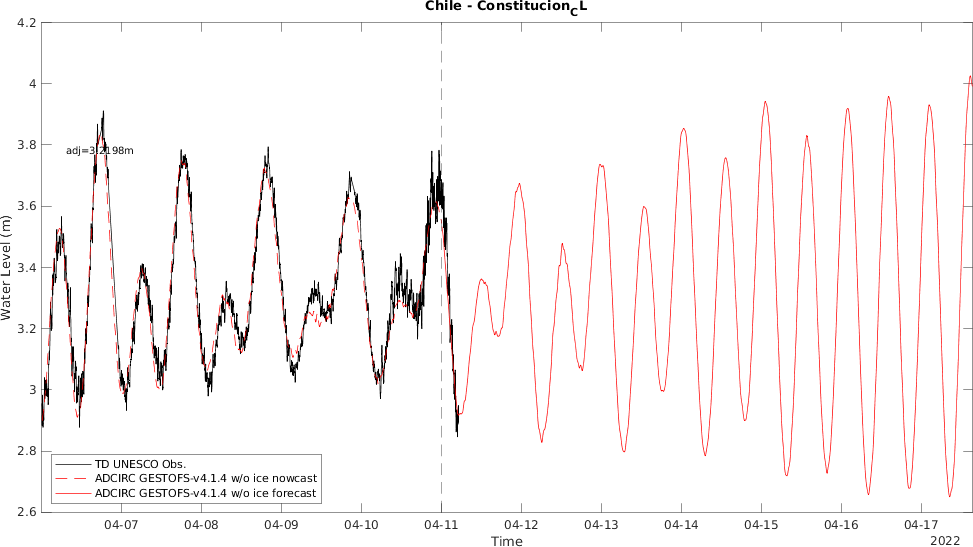 Chile - Constitucion_CL
4.2
4
3.8
3.6
3.4
3.2
3
2.8
2.6
Water Level (m)
adj=3.2198m
TD UNESCO Obs.
ADCIRC GESTOFS-v4.1.4 w/o ice nowcast
ADCIRC GESTOFS-v4.1.4 w/o ice forecast
04-07 04-08 04-09 04-10 04-11 04-12 04-13 04-14 04-15 04-16 04-17
Time
2022